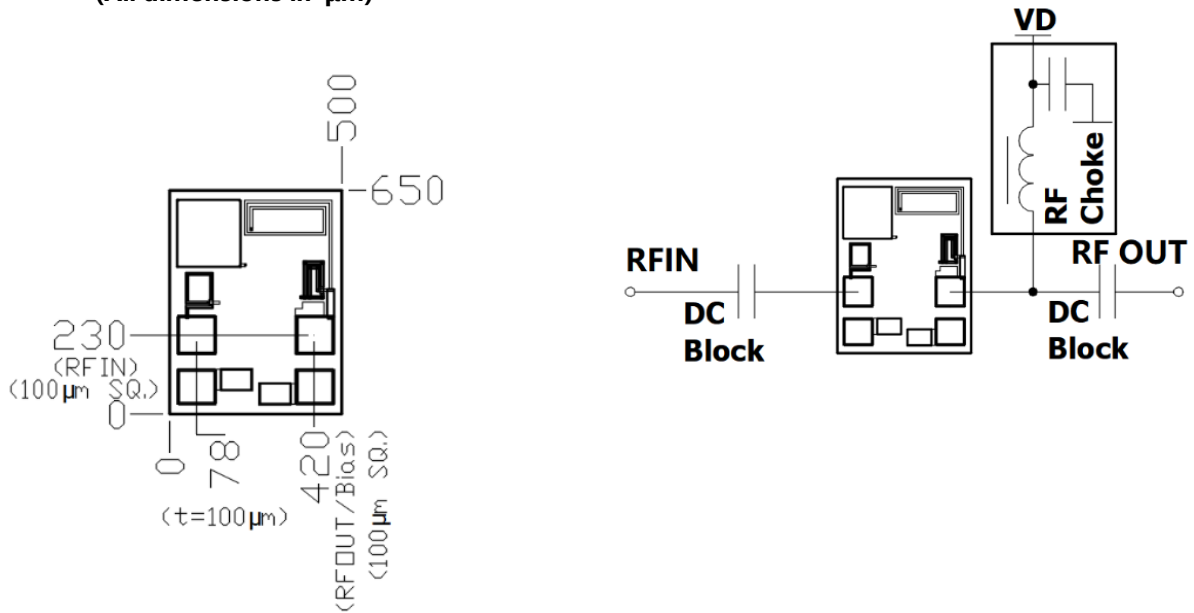 (All dimensions in μm)
500
650
230
(RFIN)
(100μm SQ.)
0
0
78
420
(RFOUT/Bias)
(100μm SQ.)
(t=100μm)
VD
RF
Choke
RFIN
RF OUT
DC
Block
DC
Block